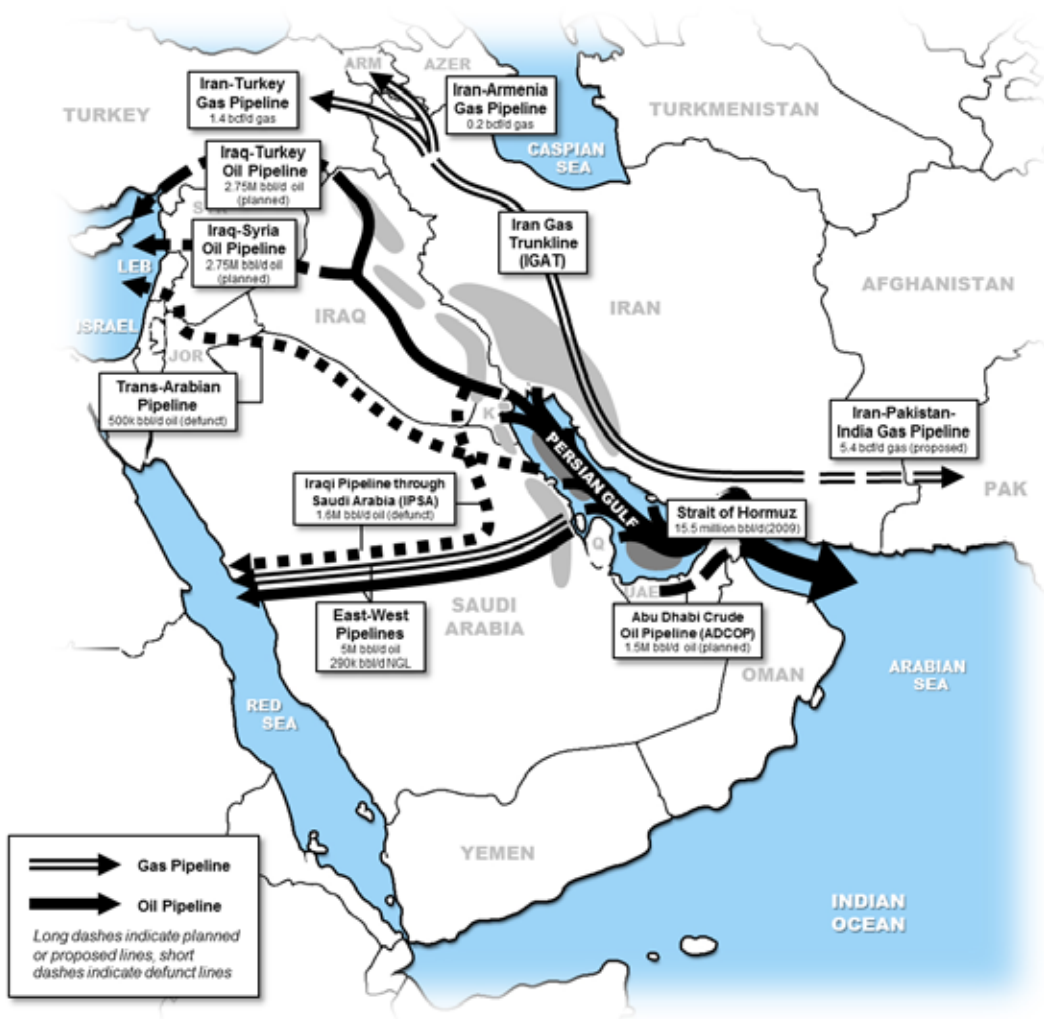 ARM
AZER
Iran-Turkey
Gas Pipeline
1.4 bcf/d gas
Iran-Armenia
Gas Pipeline
0.2 bcf/d gas
TURKEY
TURKMENISTAN
CASPIAN
SEA
Iraq-Turkey
Oil Pipeline
2.75M bbl/d oil
(planned)
Iraq-Syria
Oil Pipeline
2.75M bbl/d oil
(planned)
LEB
Iran Gas
Trunkline
(IGAT)
AFGHANISTAN
IRAN
IRAQ
ISRAEL
JOR
Trans-Arabian
Pipeline
500k bbl/d oil (defunct)
K
Iran-Pakistan-
India Gas Pipeline
5.4 bcf/d gas (proposed)
PERSIAN GULF
PAK
Iraqi Pipeline through
Saudi Arabia (IPSA)
1.6M bbl/d oil (defunct)
Strait of Hormuz
15.5 million bbl/d(2009)
Q
UAE
SAUDI
ARABIA
East-West
Pipelines
5M bbl/d oil
290k bbl/d NGL
Abu Dhabi Crude
Oil Pipeline (ADCOP)
1.5M bbl/d oil (planned)
OMAN
ARABIAN
SEA
RED
SEA
YEMEN
Gas Pipeline
Oil Pipeline
Long dashes indicate planned
or proposed lines, short
dashes indicate defunct lines
INDIAN
OCEAN